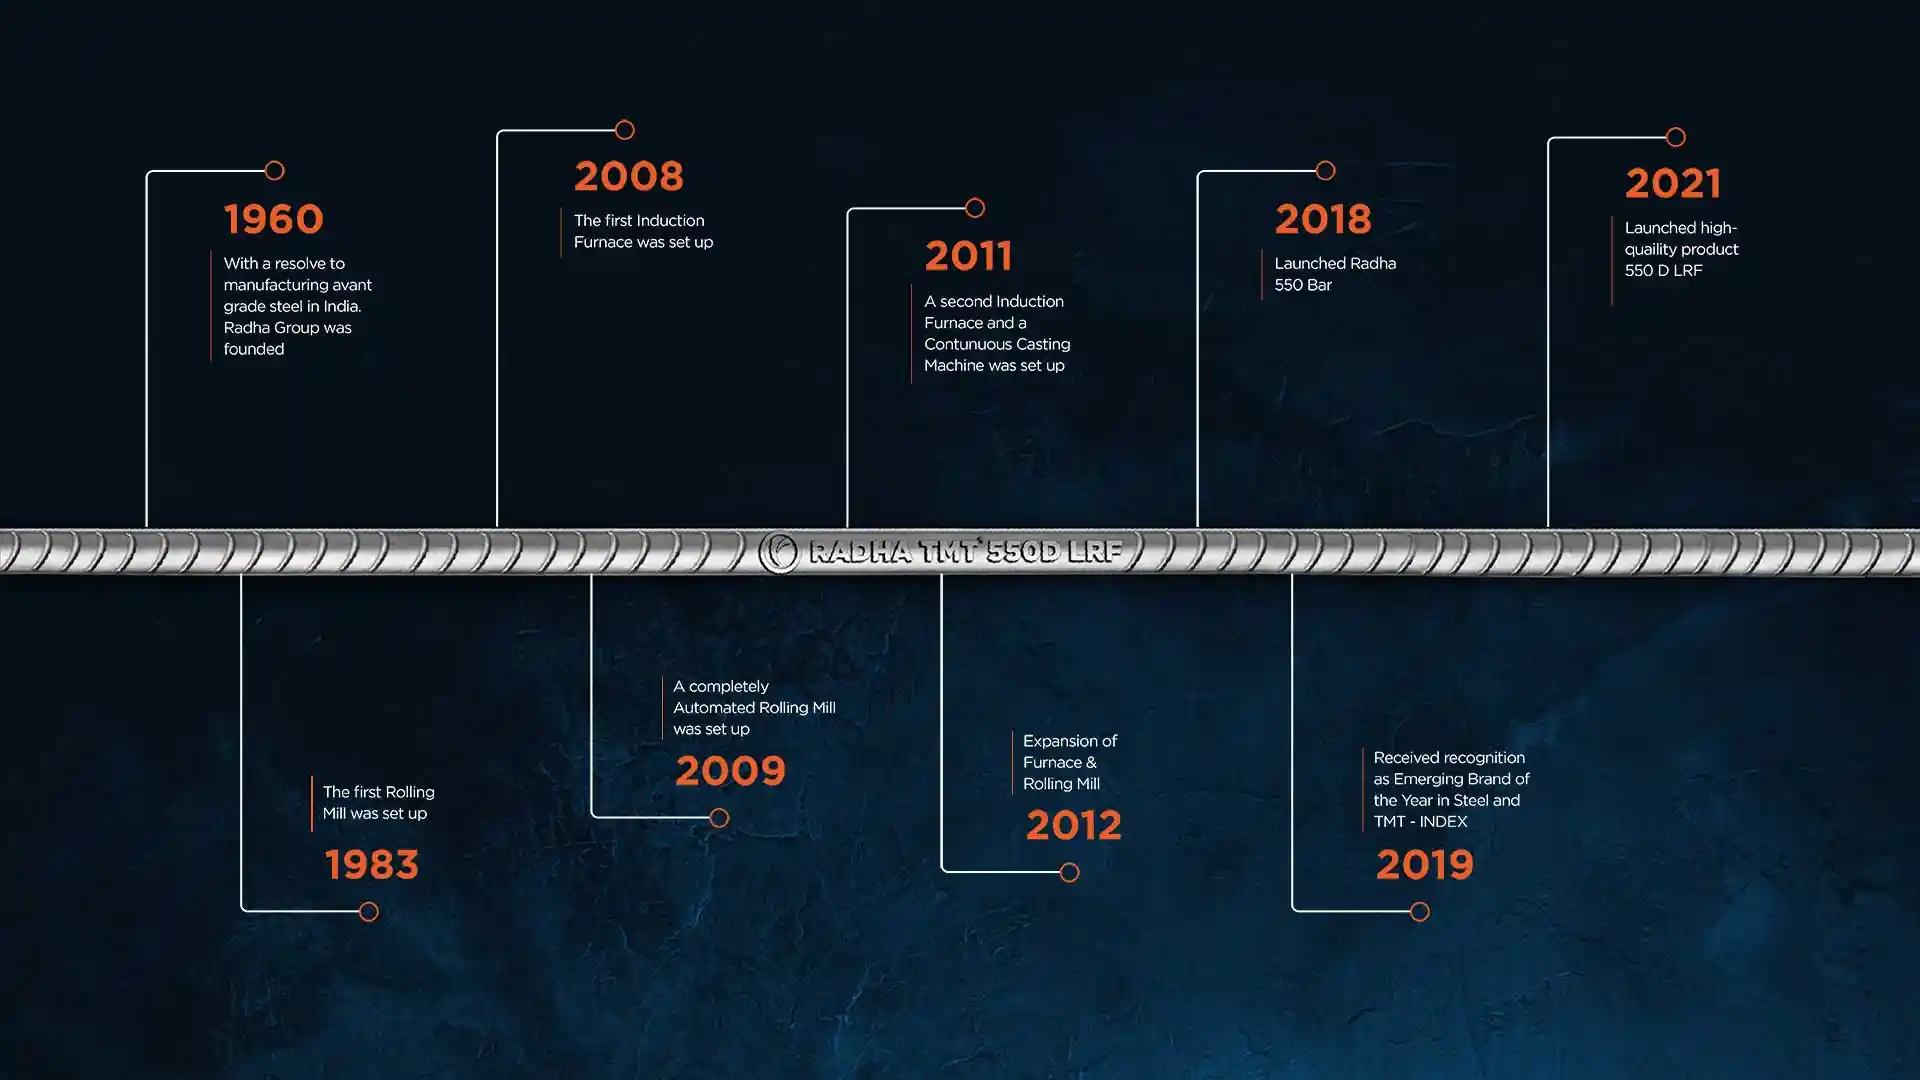 1960
With a resolve to
manufacturing avant
grade steel in India.
Radha Group was
founded
2008
The first Induction
Furnace was set up
2011
A second Induction
Furnace and a
Contunuous Casting
Machine was set up
2018
Launched Radha
550 Bar
2021
Launched high-
quaility product
550 D LRF
RADHA TMT 550D LRF
The first Rolling
Mill was set up
1983
A completely
Automated Rolling Mill
was set up
2009
Expansion of
Furnace &
Rolling Mill
2012
Received recognition
as Emerging Brand of
the Year in Steel and
TMT - INDEX
2019